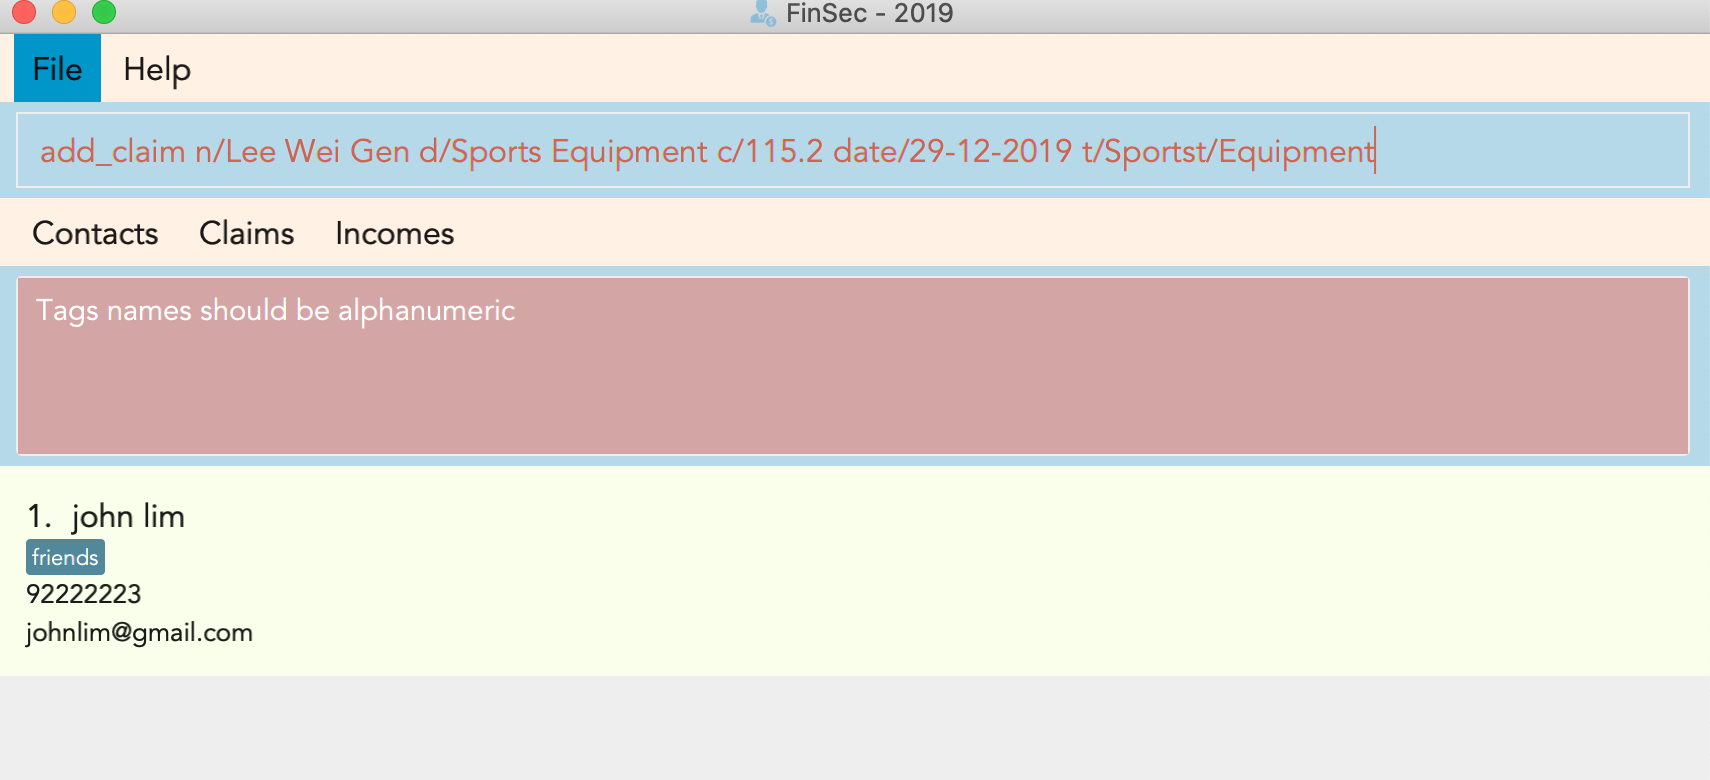 FinSec - 2019
File Help
add_claim n/Lee Wei Gen d/Sports Equipment c/115.2 date/29-12-2019 t/Sportst/Equipment
Contacts Claims Incomes
Tags names should be alphanumeric
1. john lim
friends
92222223
johnlim@gmail.com